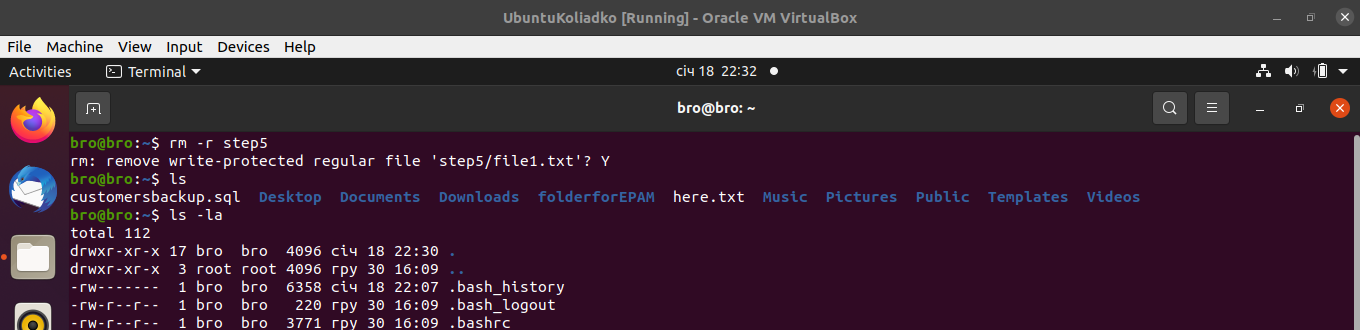 UbuntuKoliadko [Running] - Oracle VM VirtualBox
File Machine View Input Devices Help
Activities Terminal січ 18 22:32
bro@bro: ~
bro@bro:~$ rm -r step5
rm: remove write-protected regular file 'step5/file1.txt'? Y
bro@bro:~$ ls
customersbackup.sql Desktop Documents Downloads folderforEPAM here.txt Music Pictures Public Templates Videos
bro@bro:~$ ls -la
total 112
drwxr-xr-x 17 bro bro 4096 січ 18 22:30 .
drwxr-xr-x 3 root root 4096 гру 30 16:09 ..
-rw------- 1 bro bro 6358 січ 18 22:07 .bash_history
-rw-r--r-- 1 bro bro 220 гру 30 16:09 .bash_logout
-rw-r--r-- 1 bro bro 3771 гру 30 16:09 .bashrc